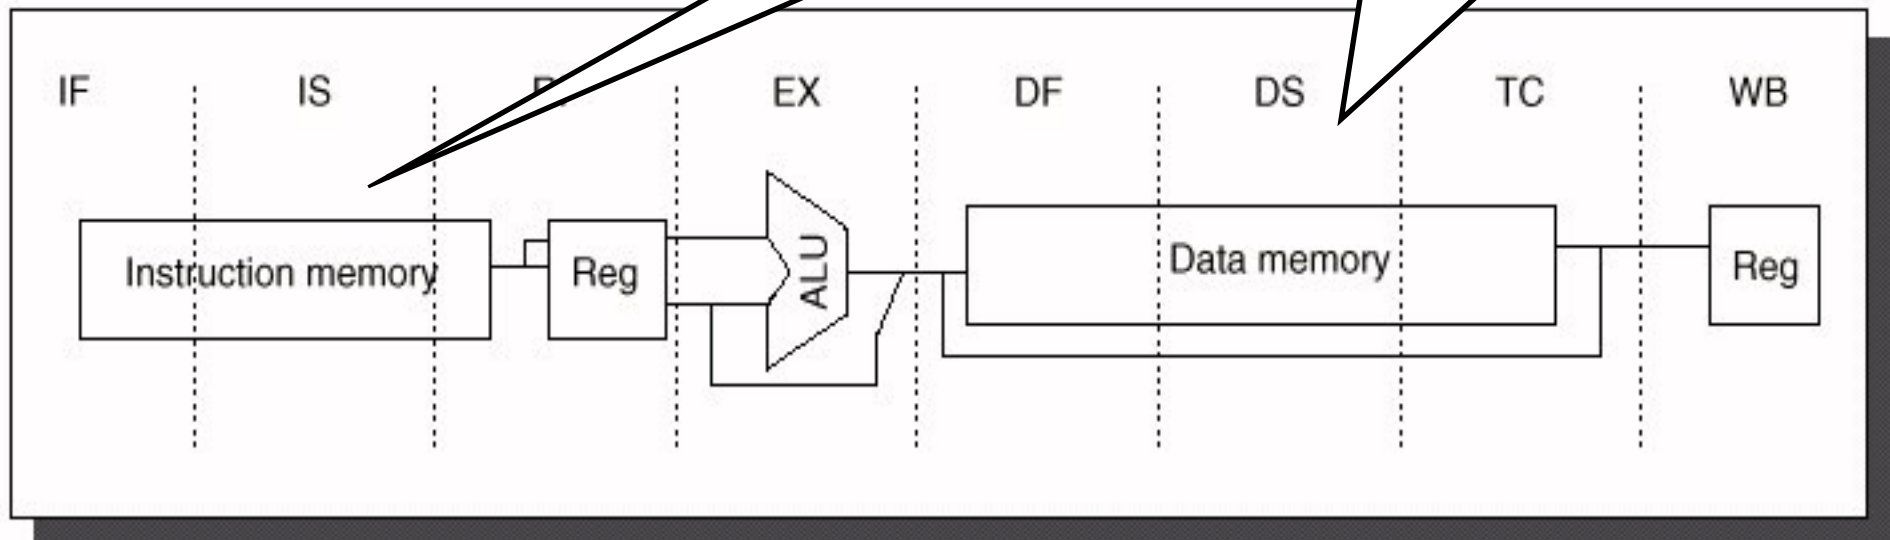 IF IS EX DF DS TC WB
Instruction memory Reg ALU Data memory Reg